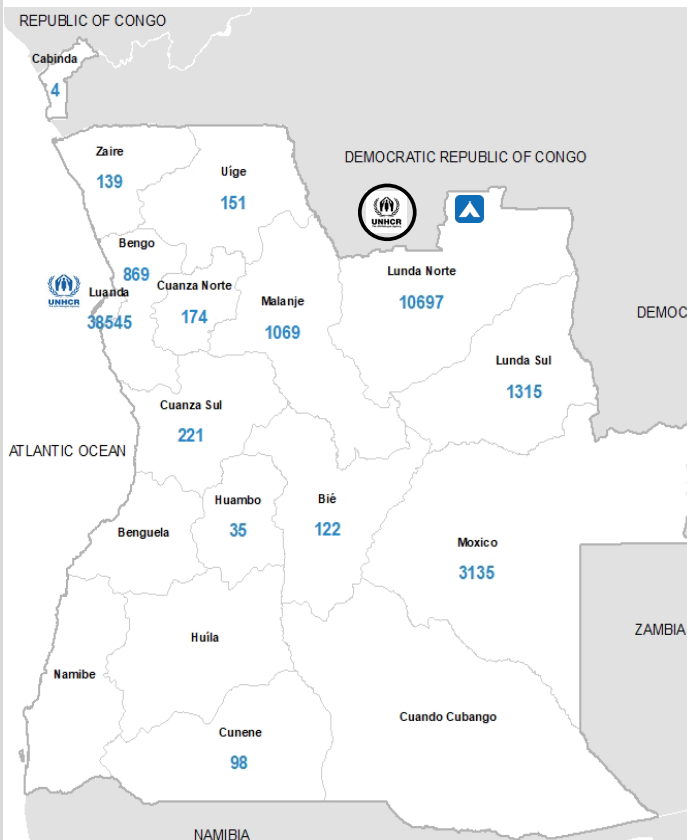 REPUBLIC OF CONGO
Cabinda
4
Zaire
139
Uíge
151
DEMOCRATIC REPUBLIC OF CONGO
UNHCR
Bengo
869
UNHCR
Luanda
38545
Cuanza Norte
174
Malanje
1069
Lunda Norte
10697
DEMOC
Lunda Sul
1315
Cuanza Sul
221
ATLANTIC OCEAN
Huambo
35
Bié
122
Benguela
Moxico
3135
ZAMBIA
Huíla
Namibe
Cuando Cubango
Cunene
98
NAMIBIA